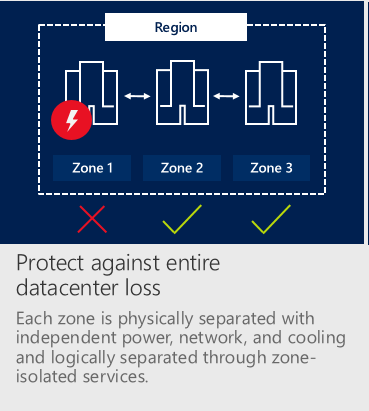 Region
Zone 1
Zone 2
Zone 3
Protect against entire
datacenter loss
Each zone is physically separated with
independent power, network, and cooling
and logically separated through zone-
isolated services.